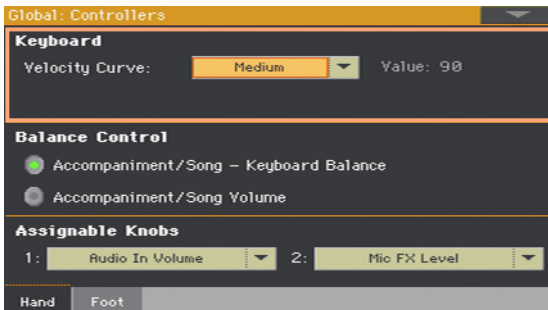 Global: Controllers
Keyboard
Velocity Curve: Medium Value: 90
Balance Control
Accompaniment/Song – Keyboard Balance
Accompaniment/Song Volume
Assignable Knobs
1: Audio In Volume 2: Mic FX Level
Hand Foot